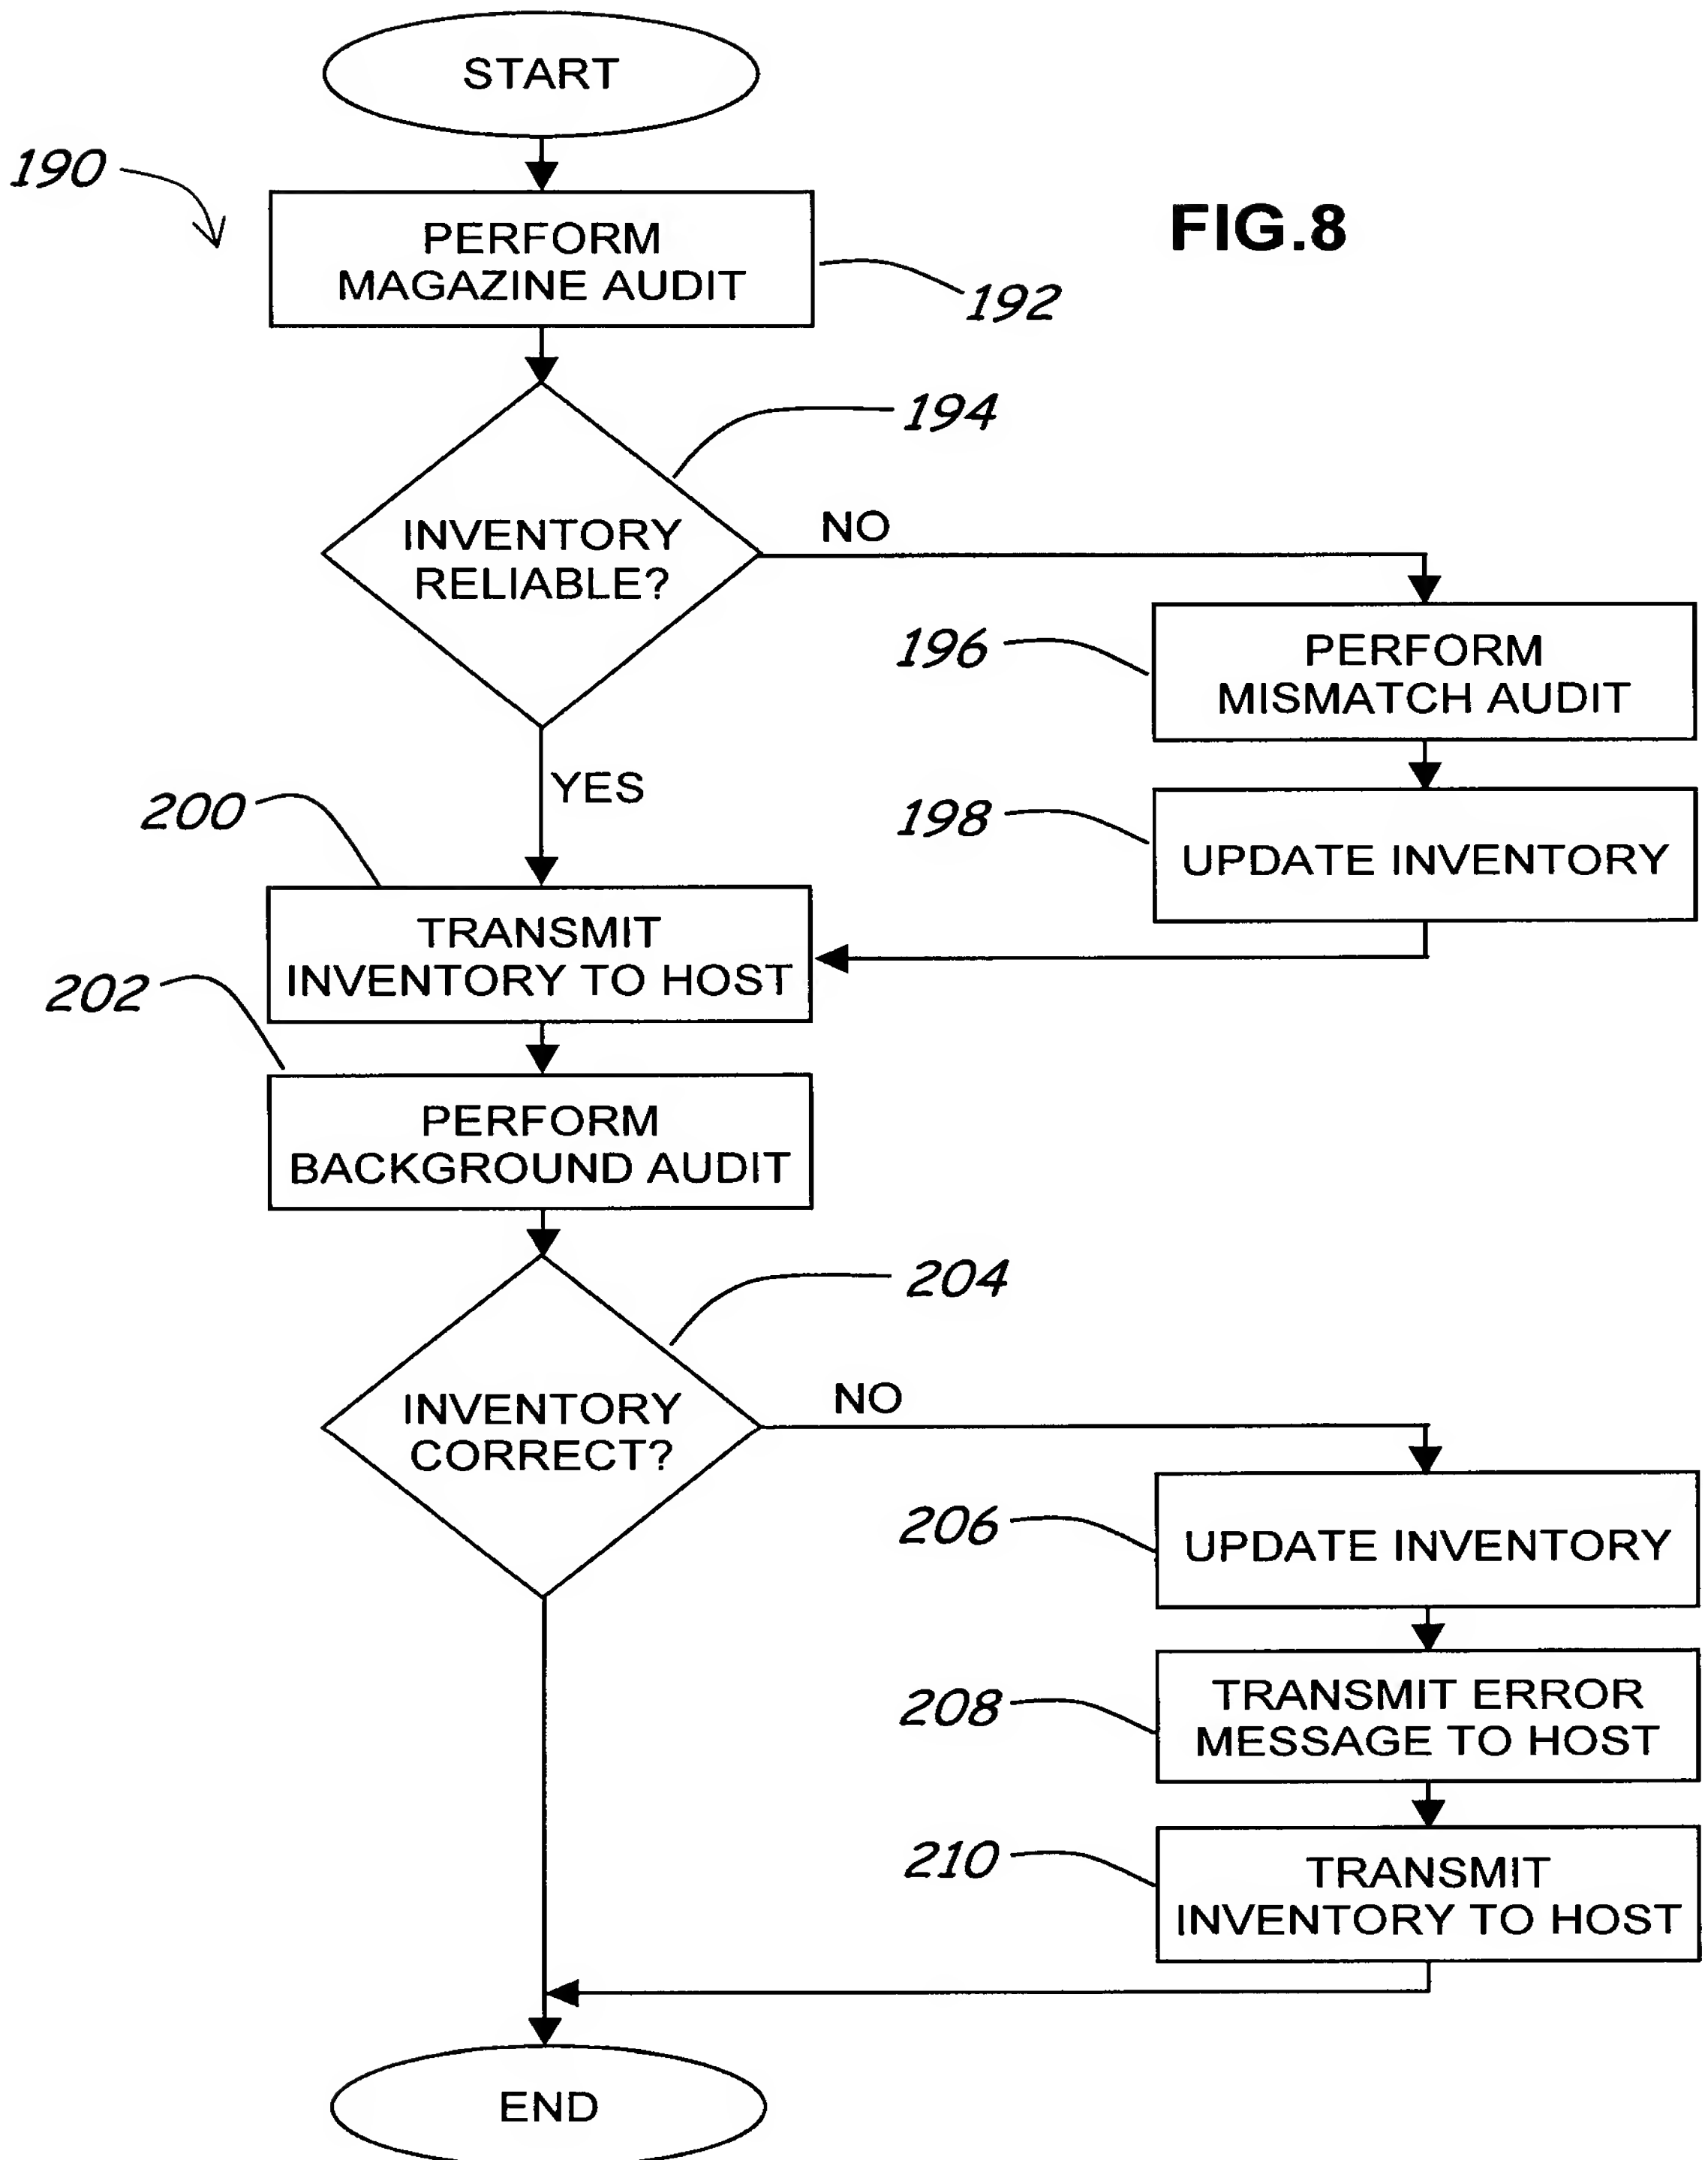 START
190
PERFORM
MAGAZINE AUDIT
FIG.8
192
194
INVENTORY
RELIABLE?
NO
196
PERFORM
MISMATCH AUDIT
YES
200
198
UPDATE INVENTORY
TRANSMIT
INVENTORY TO HOST
202
PERFORM
BACKGROUND AUDIT
204
INVENTORY
CORRECT?
NO
206
UPDATE INVENTORY
208
TRANSMIT ERROR
MESSAGE TO HOST
210
TRANSMIT
INVENTORY TO HOST
END